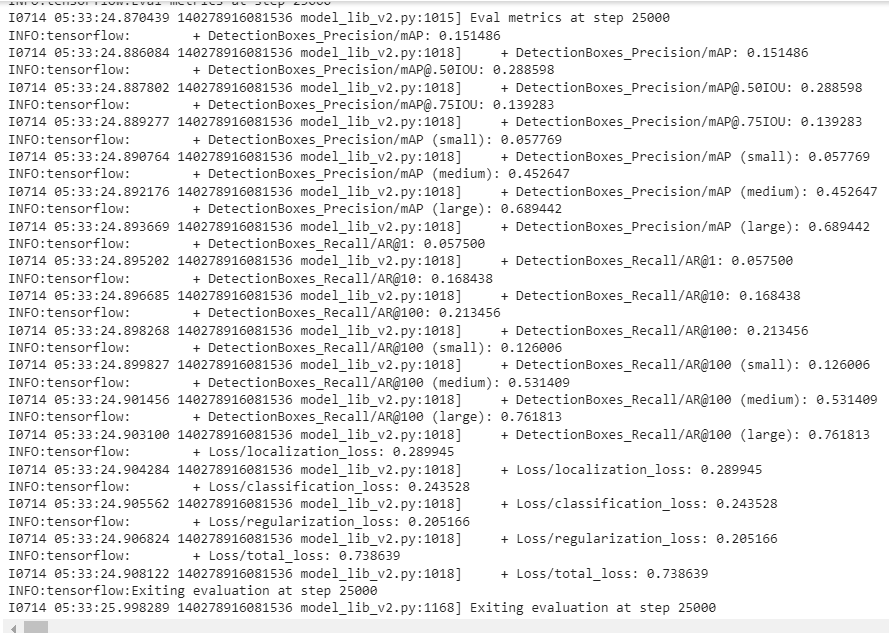 INFO:tensorflow:Eval metrics at step 25000
I0714 05:33:24.870439 140278916081536 model_lib_v2.py:1015] Eval metrics at step 25000
INFO:tensorflow:        + DetectionBoxes_Precision/mAP: 0.151486
I0714 05:33:24.886084 140278916081536 model_lib_v2.py:1018]     + DetectionBoxes_Precision/mAP: 0.151486
INFO:tensorflow:        + DetectionBoxes_Precision/mAP@.50IOU: 0.288598
I0714 05:33:24.887802 140278916081536 model_lib_v2.py:1018]     + DetectionBoxes_Precision/mAP@.50IOU: 0.288598
INFO:tensorflow:        + DetectionBoxes_Precision/mAP@.75IOU: 0.139283
I0714 05:33:24.889277 140278916081536 model_lib_v2.py:1018]     + DetectionBoxes_Precision/mAP@.75IOU: 0.139283
INFO:tensorflow:        + DetectionBoxes_Precision/mAP (small): 0.057769
I0714 05:33:24.890764 140278916081536 model_lib_v2.py:1018]     + DetectionBoxes_Precision/mAP (small): 0.057769
INFO:tensorflow:        + DetectionBoxes_Precision/mAP (medium): 0.452647
I0714 05:33:24.892176 140278916081536 model_lib_v2.py:1018]     + DetectionBoxes_Precision/mAP (medium): 0.452647
INFO:tensorflow:        + DetectionBoxes_Precision/mAP (large): 0.689442
I0714 05:33:24.893669 140278916081536 model_lib_v2.py:1018]     + DetectionBoxes_Precision/mAP (large): 0.689442
INFO:tensorflow:        + DetectionBoxes_Recall/AR@1: 0.057500
I0714 05:33:24.895202 140278916081536 model_lib_v2.py:1018]     + DetectionBoxes_Recall/AR@1: 0.057500
INFO:tensorflow:        + DetectionBoxes_Recall/AR@10: 0.168438
I0714 05:33:24.896685 140278916081536 model_lib_v2.py:1018]     + DetectionBoxes_Recall/AR@10: 0.168438
INFO:tensorflow:        + DetectionBoxes_Recall/AR@100: 0.213456
I0714 05:33:24.898268 140278916081536 model_lib_v2.py:1018]     + DetectionBoxes_Recall/AR@100: 0.213456
INFO:tensorflow:        + DetectionBoxes_Recall/AR@100 (small): 0.126006
I0714 05:33:24.899827 140278916081536 model_lib_v2.py:1018]     + DetectionBoxes_Recall/AR@100 (small): 0.126006
INFO:tensorflow:        + DetectionBoxes_Recall/AR@100 (medium): 0.531409
I0714 05:33:24.901456 140278916081536 model_lib_v2.py:1018]     + DetectionBoxes_Recall/AR@100 (medium): 0.531409
INFO:tensorflow:        + DetectionBoxes_Recall/AR@100 (large): 0.761813
I0714 05:33:24.903100 140278916081536 model_lib_v2.py:1018]     + DetectionBoxes_Recall/AR@100 (large): 0.761813
INFO:tensorflow:        + Loss/localization_loss: 0.289945
I0714 05:33:24.904284 140278916081536 model_lib_v2.py:1018]     + Loss/localization_loss: 0.289945
INFO:tensorflow:        + Loss/classification_loss: 0.243528
I0714 05:33:24.905562 140278916081536 model_lib_v2.py:1018]     + Loss/classification_loss: 0.243528
INFO:tensorflow:        + Loss/regularization_loss: 0.205166
I0714 05:33:24.906824 140278916081536 model_lib_v2.py:1018]     + Loss/regularization_loss: 0.205166
INFO:tensorflow:        + Loss/total_loss: 0.738639
I0714 05:33:24.908122 140278916081536 model_lib_v2.py:1018]     + Loss/total_loss: 0.738639
INFO:tensorflow:Exiting evaluation at step 25000
I0714 05:33:25.998289 140278916081536 model_lib_v2.py:1168] Exiting evaluation at step 25000